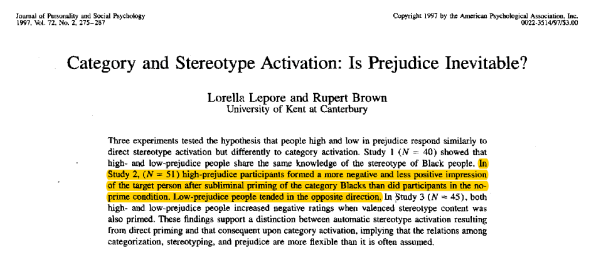 Journal of Personality and Social Psychology
1997, Vol. 72, No. 2, 275–287
Copyright 1997 by the American Psychological Association, Inc.
0022-3514/97/$3.00
Category and Stereotype Activation: Is Prejudice Inevitable?
Lorella Lepore and Rupert Brown
University of Kent at Canterbury
Three experiments tested the hypothesis that people high and low in prejudice respond similarly to
direct stereotype activation but differently to category activation. Study 1 (N = 40) showed that
high- and low-prejudice people share the same knowledge of the stereotype of Black people. In
Study 2, (N = 51) high-prejudice participants formed a more negative and less positive impression
of the target person after subliminal priming of the category Blacks than did participants in the no-
prime condition. Low-prejudice people tended in the opposite direction. In Study 3 (N = 45), both
high- and low-prejudice people increased negative ratings when valenced stereotype content was
also primed. These findings support a distinction between automatic stereotype activation resulting
from direct priming and that consequent upon category activation, implying that the relations among
categorization, stereotyping, and prejudice are more flexible than it is often assumed.